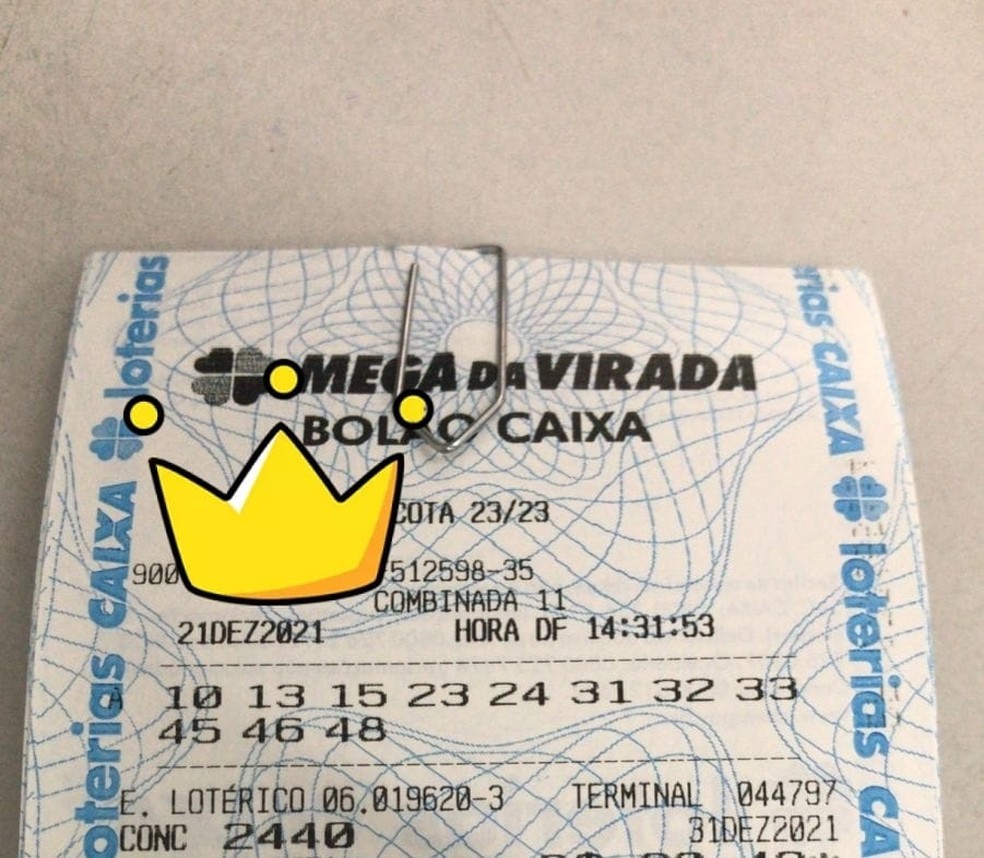 MEGA DA VIRADA
BOLÃO CAIXA
COTA 23/23
900 512598-35
COMBINADA 11
21DEZ2021 HORA DF 14:31:53
A 10 13 15 23 24 31 32 33
45 46 48
E. LOTÉRICO 06.019620-3 TERMINAL 044797
CONC 2440 31DEZ2021
loterias CAIXA loterias
loterias CAIXA loterias CA